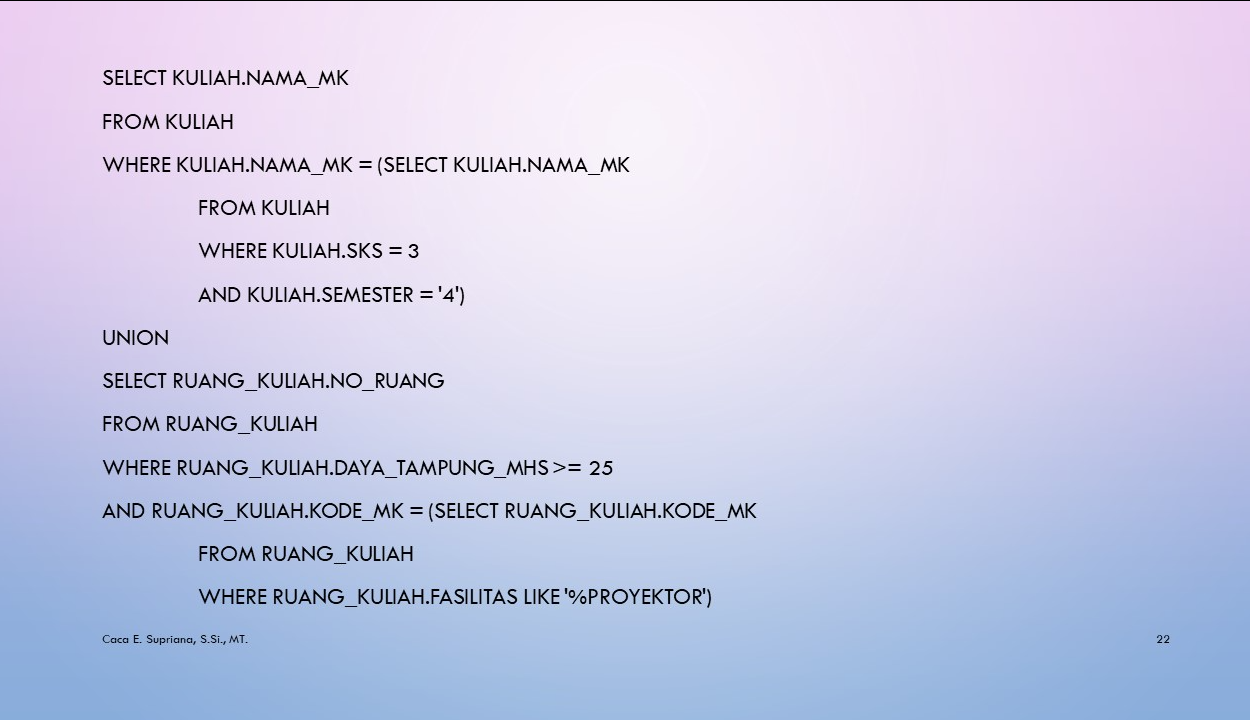 SELECT KULIAH.NAMA_MK
FROM KULIAH
WHERE KULIAH.NAMA_MK = (SELECT KULIAH.NAMA_MK
FROM KULIAH
WHERE KULIAH.SKS = 3
AND KULIAH.SEMESTER = '4')
UNION
SELECT RUANG_KULIAH.NO_RUANG
FROM RUANG_KULIAH
WHERE RUANG_KULIAH.DAYA_TAMPUNG_MHS >= 25
AND RUANG_KULIAH.KODE_MK = (SELECT RUANG_KULIAH.KODE_MK
FROM RUANG_KULIAH
WHERE RUANG_KULIAH.FASILITAS LIKE '%PROYEKTOR')
Caca E. Supriana, S.Si., MT.
22